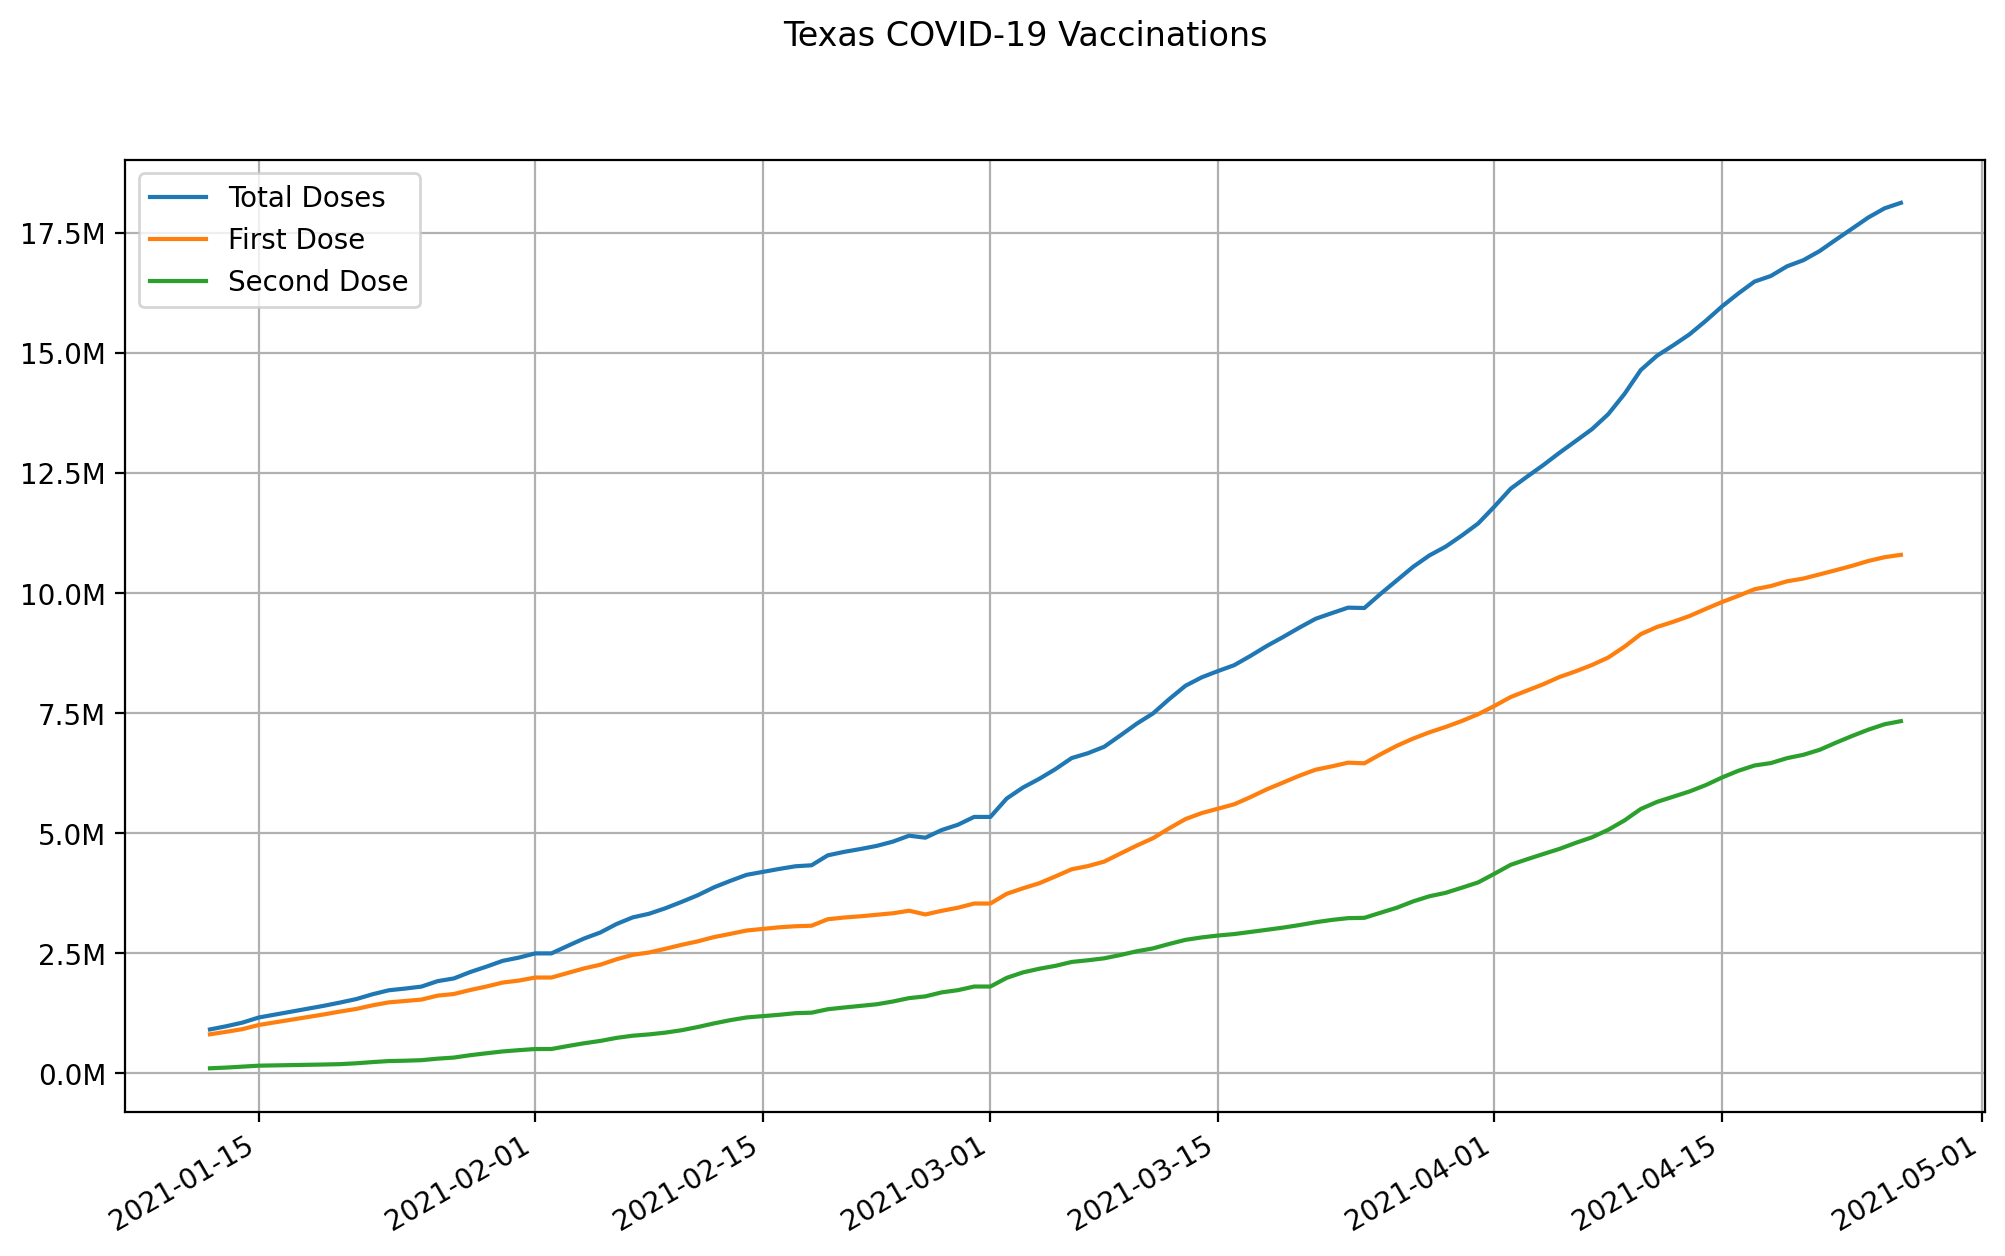 Texas COVID-19 Vaccinations
Total Doses
First Dose
Second Dose
17.5M
15.0M
12.5M
10.0M
7.5M
5.0M
2.5M
0.0M
2021-01-15
2021-02-01
2021-02-15
2021-03-01
2021-03-15
2021-04-01
2021-04-15
2021-05-01